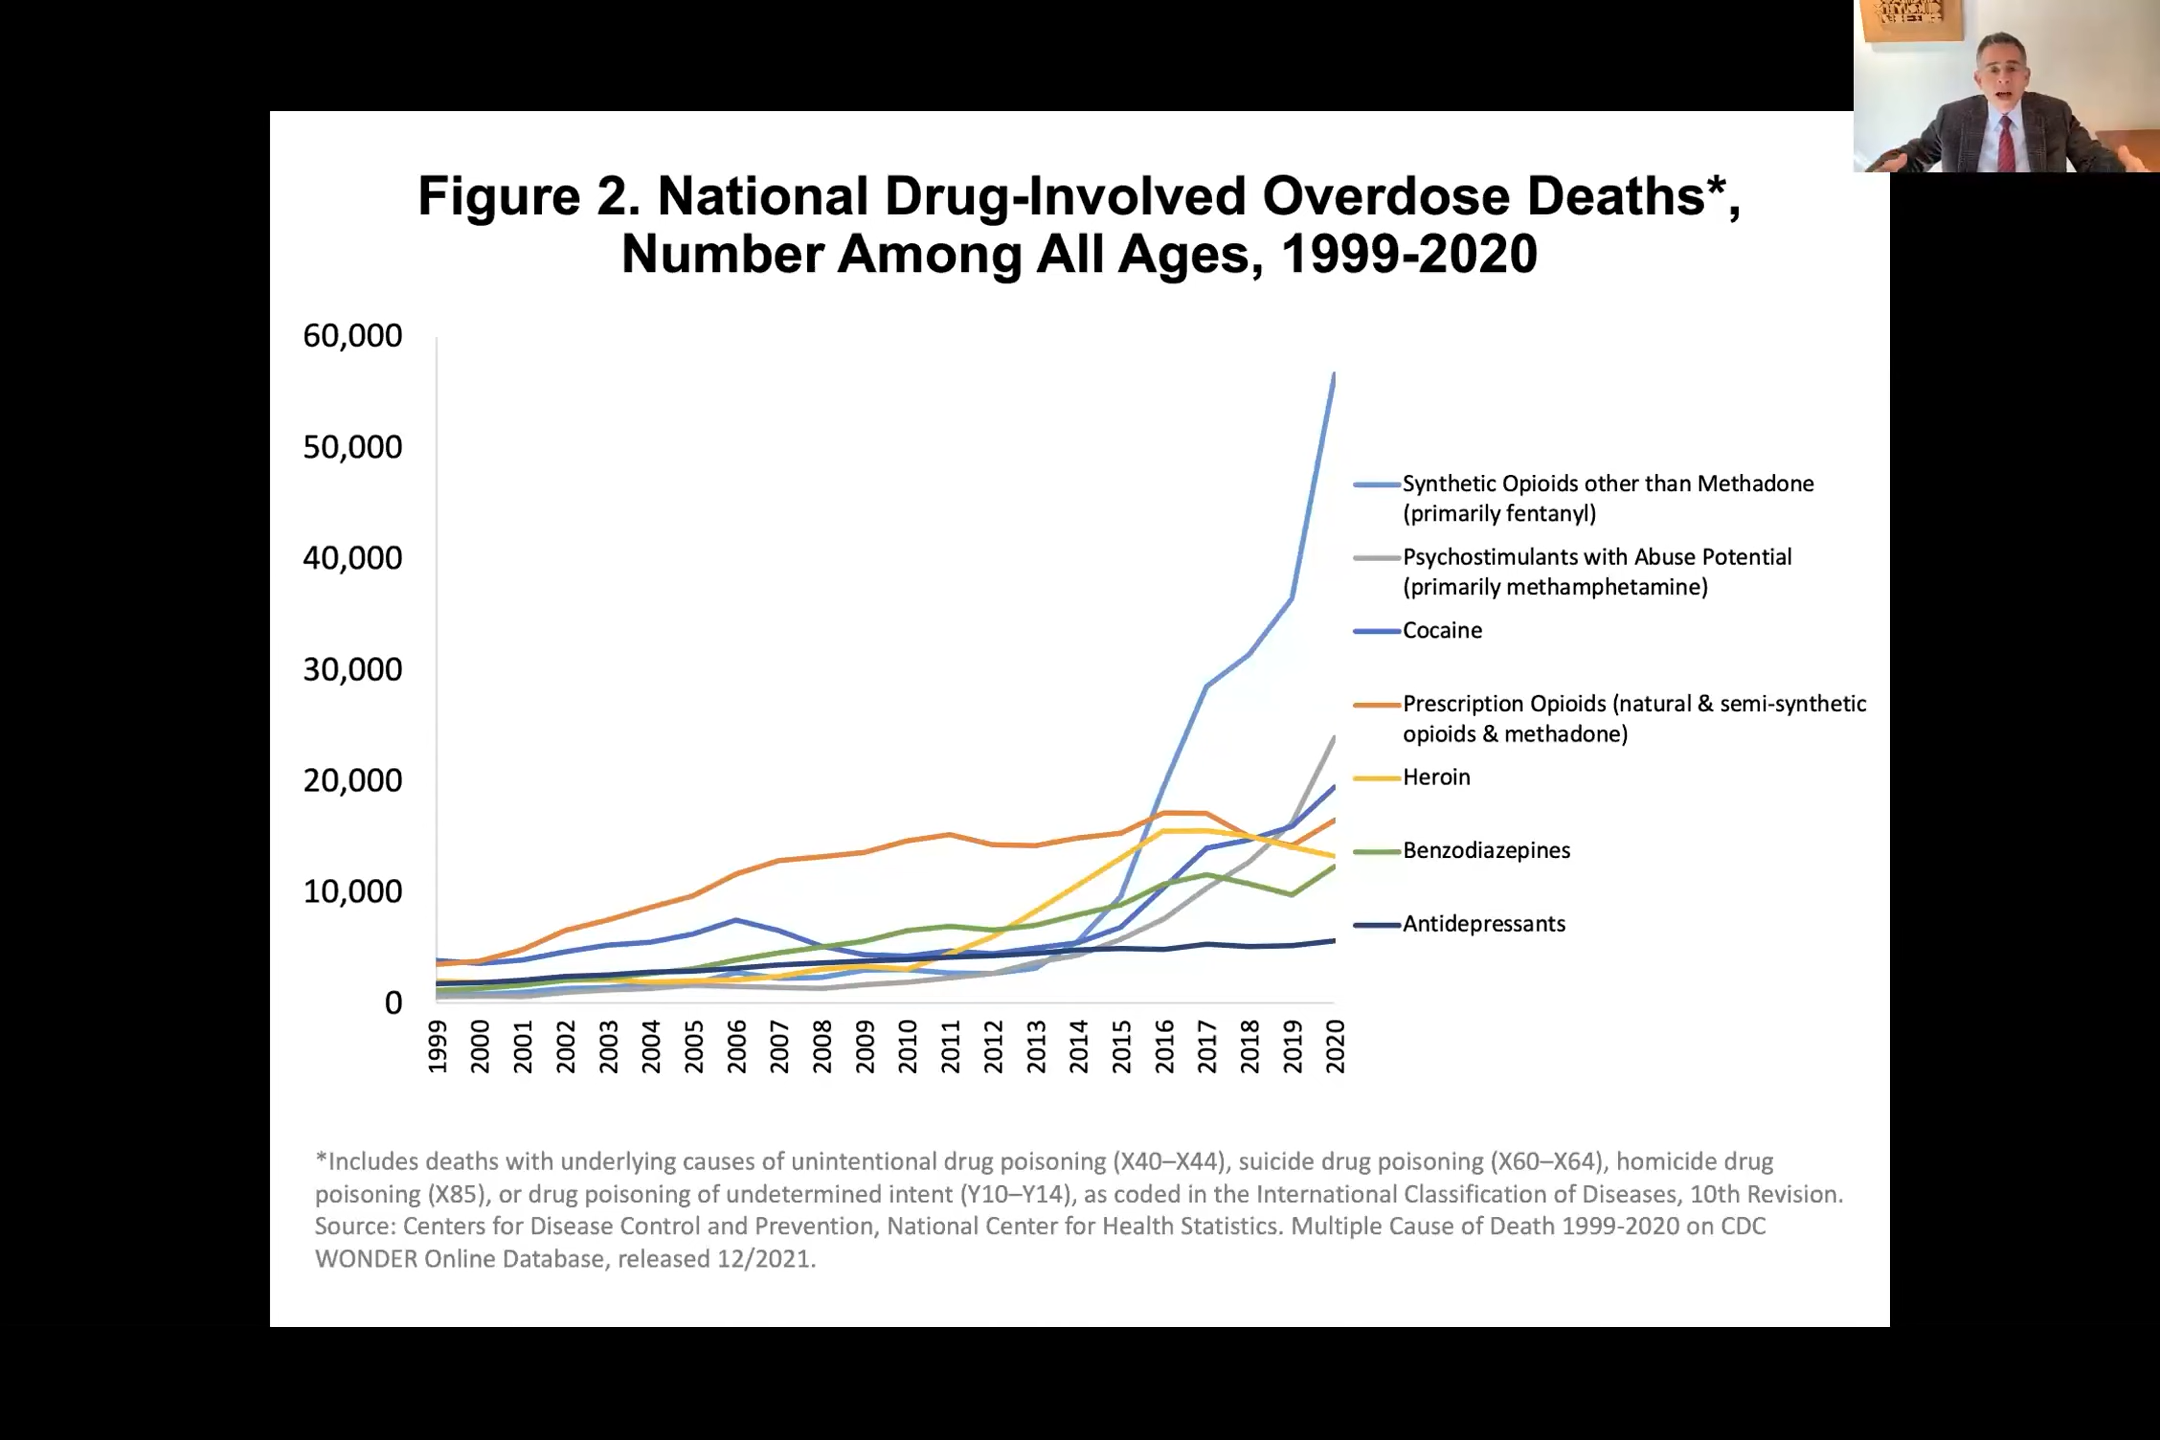 Figure 2. National Drug-Involved Overdose Deaths*,
Number Among All Ages, 1999-2020
60,000
50,000
40,000
30,000
20,000
10,000
0
1999
2000
2001
2002
2003
2004
2005
2006
2007
2008
2009
2010
2011
2012
2013
2014
2015
2016
2017
2018
2019
2020
Synthetic Opioids other than Methadone
(primarily fentanyl)
Psychostimulants with Abuse Potential
(primarily methamphetamine)
Cocaine
Prescription Opioids (natural & semi-synthetic
opioids & methadone)
Heroin
Benzodiazepines
Antidepressants
*Includes deaths with underlying causes of unintentional drug poisoning (X40–X44), suicide drug poisoning (X60–X64), homicide drug
poisoning (X85), or drug poisoning of undetermined intent (Y10–Y14), as coded in the International Classification of Diseases, 10th Revision.
Source: Centers for Disease Control and Prevention, National Center for Health Statistics. Multiple Cause of Death 1999-2020 on CDC
WONDER Online Database, released 12/2021.